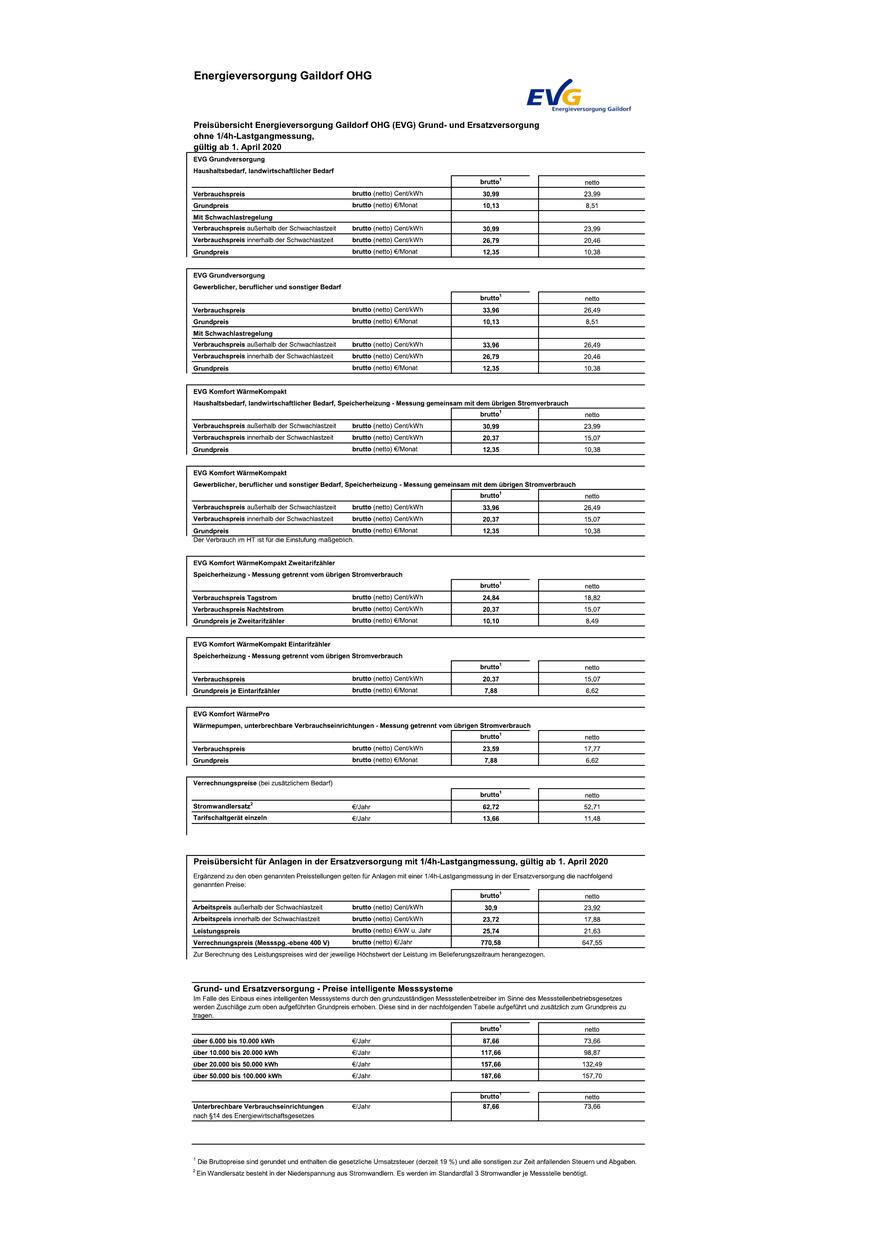 Energieversorgung Gaildorf OHG
EVG
Energieversorgung Gaildorf
Preisübersicht Energieversorgung Gaildorf OHG (EVG) Grund- und Ersatzversorgung
ohne 1/4h-Lastgangmessung,
gültig ab 1. April 2020
EVG Grundversorgung
Haushaltsbedarf, landwirtschaftlicher Bedarf
brutto¹ netto
Verbrauchspreis brutto (netto) Cent/kWh 30,99 23,99
Grundpreis brutto (netto) €/Monat 10,13 8,51
Mit Schwachlastregelung
Verbrauchspreis außerhalb der Schwachlastzeit brutto (netto) Cent/kWh 30,99 23,99
Verbrauchspreis innerhalb der Schwachlastzeit brutto (netto) Cent/kWh 26,79 20,46
Grundpreis brutto (netto) €/Monat 12,35 10,38
EVG Grundversorgung
Gewerblicher, beruflicher und sonstiger Bedarf
brutto¹ netto
Verbrauchspreis brutto (netto) Cent/kWh 33,96 26,49
Grundpreis brutto (netto) €/Monat 10,13 8,51
Mit Schwachlastregelung
Verbrauchspreis außerhalb der Schwachlastzeit brutto (netto) Cent/kWh 33,96 26,49
Verbrauchspreis innerhalb der Schwachlastzeit brutto (netto) Cent/kWh 26,79 20,46
Grundpreis brutto (netto) €/Monat 12,35 10,38
EVG Komfort WärmeKompakt
Haushaltsbedarf, landwirtschaftlicher Bedarf, Speicherheizung - Messung gemeinsam mit dem übrigen Stromverbrauch
brutto¹ netto
Verbrauchspreis außerhalb der Schwachlastzeit brutto (netto) Cent/kWh 30,99 23,99
Verbrauchspreis innerhalb der Schwachlastzeit brutto (netto) Cent/kWh 20,37 15,07
Grundpreis brutto (netto) €/Monat 12,35 10,38
EVG Komfort WärmeKompakt
Gewerblicher, beruflicher und sonstiger Bedarf, Speicherheizung - Messung gemeinsam mit dem übrigen Stromverbrauch
brutto¹ netto
Verbrauchspreis außerhalb der Schwachlastzeit brutto (netto) Cent/kWh 33,96 26,49
Verbrauchspreis innerhalb der Schwachlastzeit brutto (netto) Cent/kWh 20,37 15,07
Grundpreis brutto (netto) €/Monat 12,35 10,38
Der Verbrauch im HT ist für die Einstufung maßgeblich.
EVG Komfort WärmeKompakt Zweitarifzähler
Speicherheizung - Messung getrennt vom übrigen Stromverbrauch
brutto¹ netto
Verbrauchspreis Tagstrom brutto (netto) Cent/kWh 24,84 18,82
Verbrauchspreis Nachtstrom brutto (netto) Cent/kWh 20,37 15,07
Grundpreis je Zweitarifzähler brutto (netto) €/Monat 10,10 8,49
EVG Komfort WärmeKompakt Eintarifzähler
Speicherheizung - Messung getrennt vom übrigen Stromverbrauch
brutto¹ netto
Verbrauchspreis brutto (netto) Cent/kWh 20,37 15,07
Grundpreis je Eintarifzähler brutto (netto) €/Monat 7,88 6,62
EVG Komfort WärmePro
Wärmepumpen, unterbrechbare Verbrauchseinrichtungen - Messung getrennt vom übrigen Stromverbrauch
brutto¹ netto
Verbrauchspreis brutto (netto) Cent/kWh 23,59 17,77
Grundpreis brutto (netto) €/Monat 7,88 6,62
Verrechnungspreise (bei zusätzlichem Bedarf)
brutto¹ netto
Stromwandlersatz² €/Jahr 62,72 52,71
Tarifschaltgerät einzeln €/Jahr 13,66 11,48
Preisübersicht für Anlagen in der Ersatzversorgung mit 1/4h-Lastgangmessung, gültig ab 1. April 2020
Ergänzend zu den oben genannten Preisstellungen gelten für Anlagen mit einer 1/4h-Lastgangmessung in der Ersatzversorgung die nachfolgend
genannten Preise:
brutto¹ netto
Arbeitspreis außerhalb der Schwachlastzeit brutto (netto) Cent/kWh 30,9 23,92
Arbeitspreis innerhalb der Schwachlastzeit brutto (netto) Cent/kWh 23,72 17,88
Leistungspreis brutto (netto) €/kW u. Jahr 25,74 21,63
Verrechnungspreis (Messspg.-ebene 400 V) brutto (netto) €/Jahr 770,58 647,55
Zur Berechnung des Leistungspreises wird der jeweilige Höchstwert der Leistung im Belieferungszeitraum herangezogen.
Grund- und Ersatzversorgung - Preise intelligente Messsysteme
Im Falle des Einbaus eines intelligenten Messsystems durch den grundzuständigen Messstellenbetreiber im Sinne des Messstellenbetriebsgesetzes
werden Zuschläge zum oben aufgeführten Grundpreis erhoben. Diese sind in der nachfolgenden Tabelle aufgeführt und zusätzlich zum Grundpreis zu
tragen.
brutto¹ netto
über 6.000 bis 10.000 kWh €/Jahr 87,66 73,66
über 10.000 bis 20.000 kWh €/Jahr 117,66 98,87
über 20.000 bis 50.000 kWh €/Jahr 157,66 132,49
über 50.000 bis 100.000 kWh €/Jahr 187,66 157,70
brutto¹ netto
Unterbrechbare Verbrauchseinrichtungen €/Jahr 87,66 73,66
nach §14 des Energiewirtschaftsgesetzes
¹ Die Bruttopreise sind gerundet und enthalten die gesetzliche Umsatzsteuer (derzeit 19 %) und alle sonstigen zur Zeit anfallenden Steuern und Abgaben.
² Ein Wandlersatz besteht in der Niederspannung aus Stromwandlern. Es werden im Standardfall 3 Stromwandler je Messstelle benötigt.